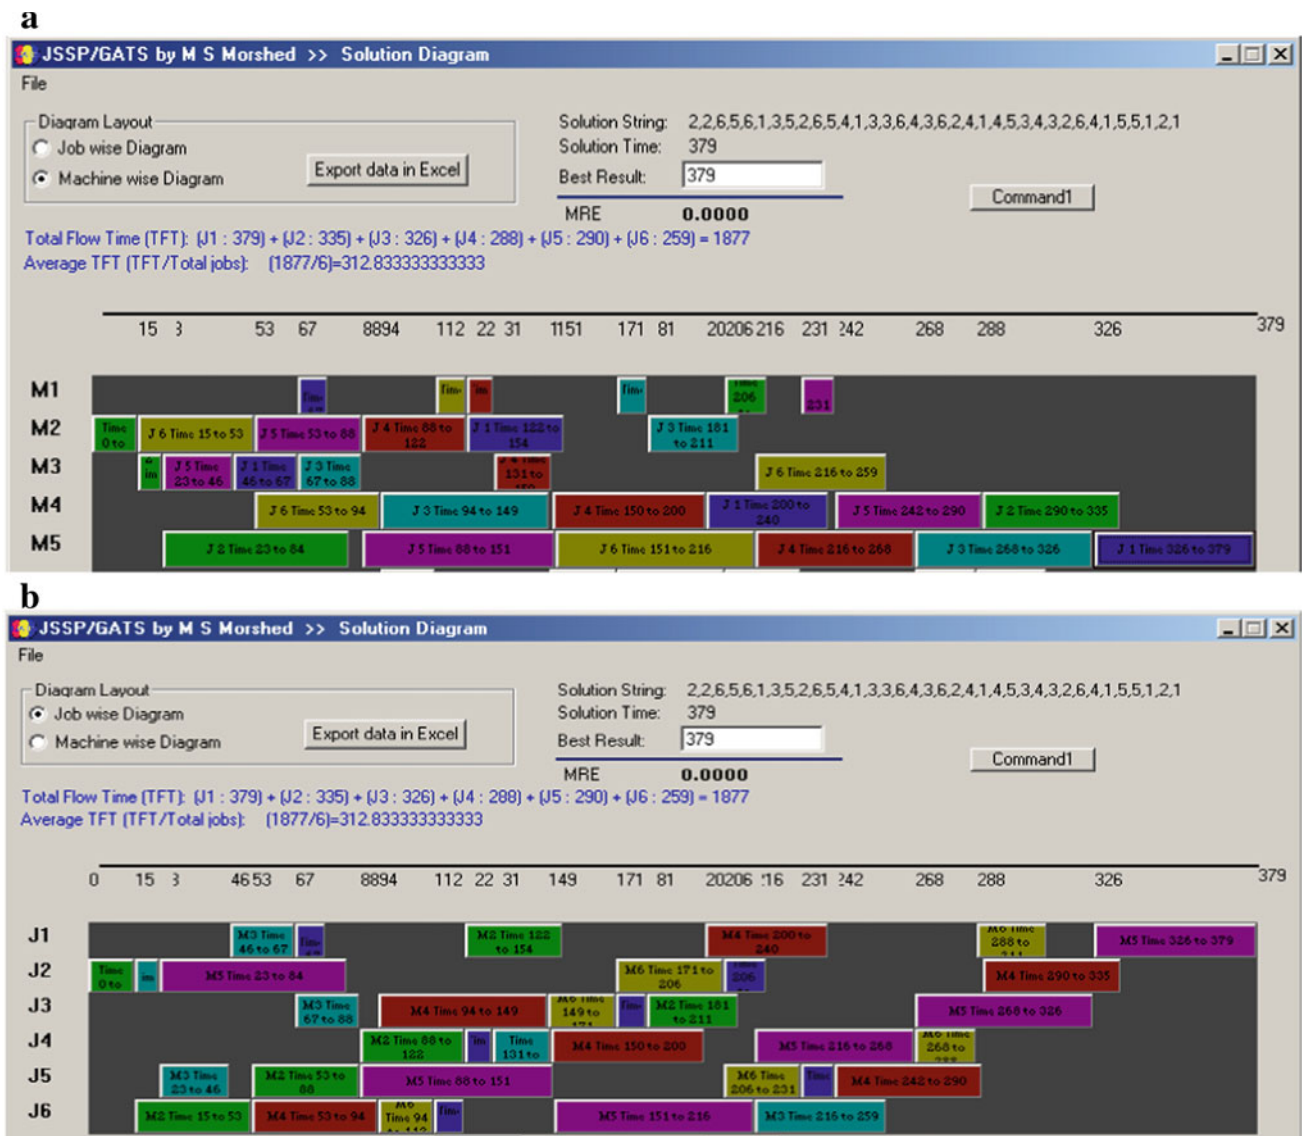 a
JSSP/GATS by M S Morshed >> Solution Diagram
File
Diagram Layout
Job wise Diagram
Machine wise Diagram
Export data in Excel
Solution String: 2,2,6,5,6,1,3,5,2,6,5,4,1,3,3,6,4,3,6,2,4,1,4,5,3,4,3,2,6,4,1,5,5,1,2,1
Solution Time: 379
Best Result: 379
Command1
MRE 0.0000
Total Flow Time (TFT): (J1 : 379) + (J2 : 335) + (J3 : 326) + (J4 : 288) + (J5 : 290) + (J6 : 259) = 1877
Average TFT (TFT/Total jobs): (1877/6)=312.833333333333
15 53 67 8894 112 22 31 1151 171 81 20206 216 231 242 268 288 326 379
M1 Tim 206 231
M2 Time 0 to J 6 Time 15 to 53 J 5 Time 53 to 88 J 4 Time 88 to 122 J 1 Time 122 to 154 J 3 Time 181 to 211
M3 im J 5 Time 23 to 46 J 1 Time 46 to 67 J 3 Time 67 to 88 131 to J 6 Time 216 to 259
M4 J 6 Time 53 to 94 J 3 Time 94 to 149 J 4 Time 150 to 200 J 1 Time 200 to 240 J 5 Time 242 to 290 J 2 Time 290 to 335
M5 J 2 Time 23 to 84 J 5 Time 88 to 151 J 6 Time 151 to 216 J 4 Time 216 to 268 J 3 Time 268 to 326 J 1 Time 326 to 379
b
JSSP/GATS by M S Morshed >> Solution Diagram
File
Diagram Layout
Job wise Diagram
Machine wise Diagram
Export data in Excel
Solution String: 2,2,6,5,6,1,3,5,2,6,5,4,1,3,3,6,4,3,6,2,4,1,4,5,3,4,3,2,6,4,1,5,5,1,2,1
Solution Time: 379
Best Result: 379
Command1
MRE 0.0000
Total Flow Time (TFT): (J1 : 379) + (J2 : 335) + (J3 : 326) + (J4 : 288) + (J5 : 290) + (J6 : 259) = 1877
Average TFT (TFT/Total jobs): (1877/6)=312.833333333333
0 15 46 53 67 8894 112 22 31 149 171 81 20206 16 231 242 268 288 326 379
J1 M3 Time 46 to 67 M2 Time 122 to 154 M4 Time 200 to 240 M6 Time 288 to M5 Time 326 to 379
J2 Time 0 to im M5 Time 23 to 84 M6 Time 171 to 206 206 M4 Time 290 to 335
J3 M3 Time 67 to 88 M4 Time 94 to 149 M6 Time 149 to 171 M2 Time 181 to 211 M5 Time 268 to 326
J4 M2 Time 88 to 122 im Time 131 to M4 Time 150 to 200 M5 Time 216 to 268 M6 Time 268 to
J5 M3 Time 23 to 46 M2 Time 53 to 88 M5 Time 88 to 151 M6 Time 206 to 231 Time M4 Time 242 to 290
J6 M2 Time 15 to 53 M4 Time 53 to 94 M6 Time 94 M5 Time 151 to 216 M3 Time 216 to 259